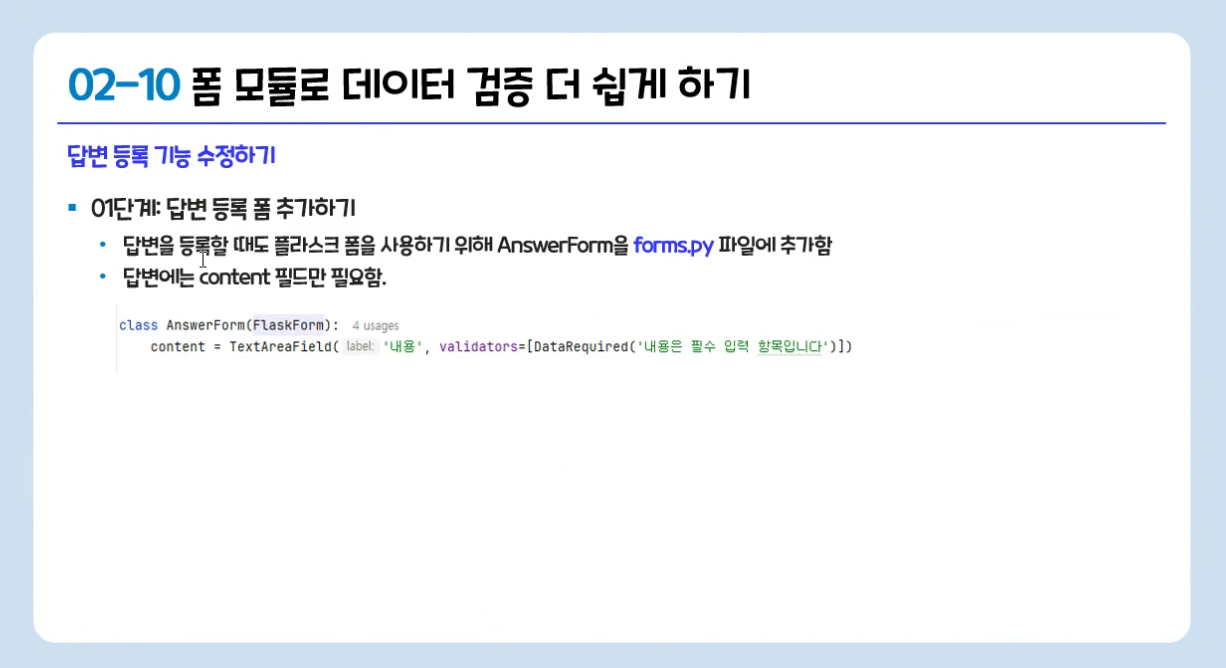 02-10 폼 모듈로 데이터 검증 더 쉽게 하기
답변 등록 기능 수정하기
01단계: 답변 등록 폼 추가하기
답변을 등록할 때도 플라스크 폼을 사용하기 위해 AnswerForm을 forms.py 파일에 추가함
답변에는 content 필드만 필요함.
class AnswerForm(FlaskForm): 4 usages
content = TextAreaField( label: '내용', validators=[DataRequired('내용은 필수 입력 항목입니다')])